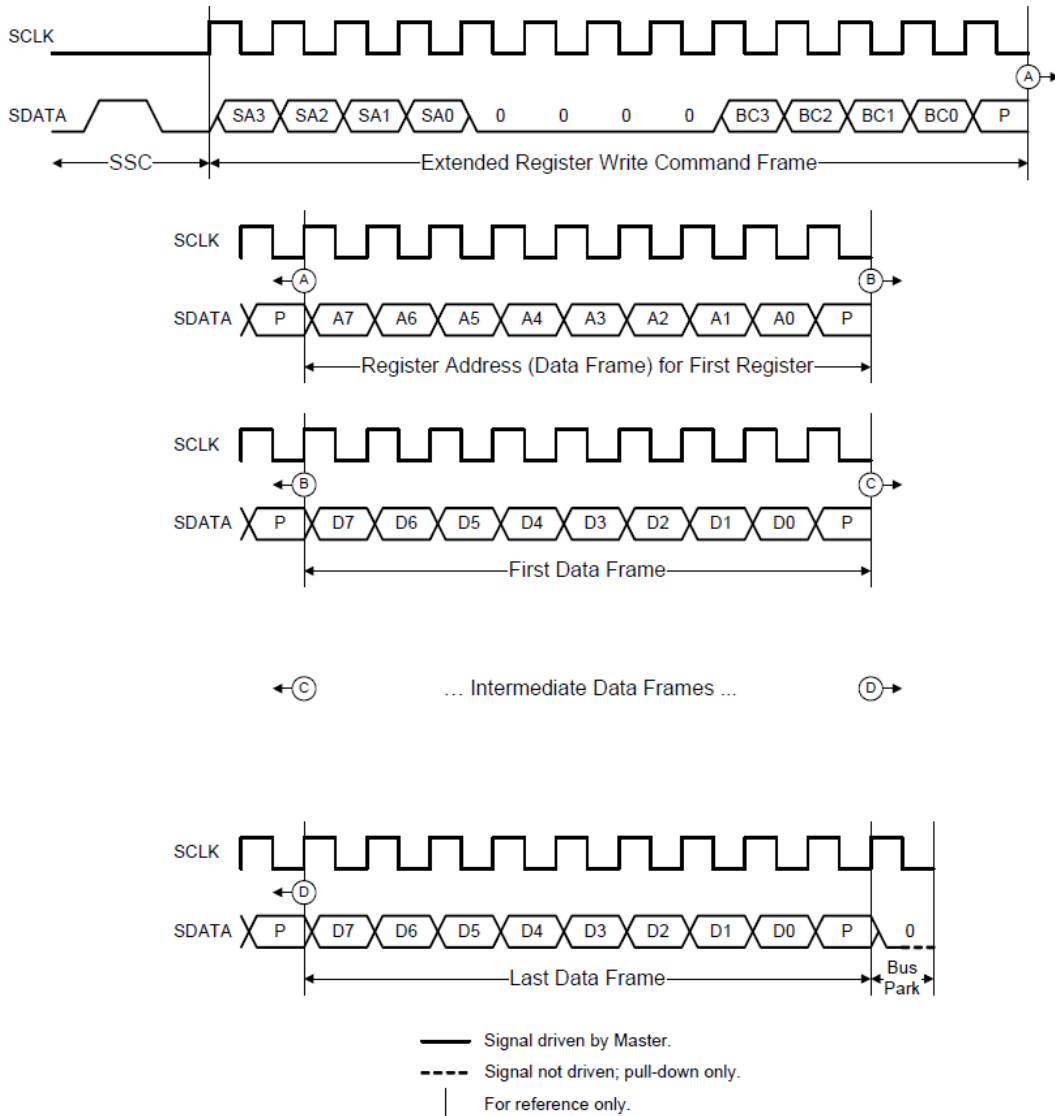 SCLK
A
SDATA SA3 SA2 SA1 SA0 0 0 0 0 BC3 BC2 BC1 BC0 P
SSC Extended Register Write Command Frame
SCLK
A B
SDATA P A7 A6 A5 A4 A3 A2 A1 A0 P
Register Address (Data Frame) for First Register
SCLK
B C
SDATA P D7 D6 D5 D4 D3 D2 D1 D0 P
First Data Frame
C ... Intermediate Data Frames ... D
SCLK
D
SDATA P D7 D6 D5 D4 D3 D2 D1 D0 P 0
Last Data Frame Bus
Park
Signal driven by Master.
Signal not driven; pull-down only.
For reference only.